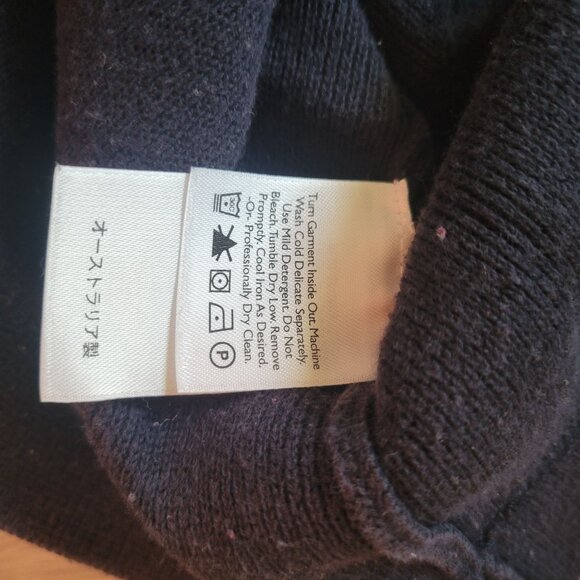 Turn Garment Inside Out. Machine
Wash Cold Delicate Separately.
Use Mild Detergent. Do Not
Bleach. Tumble Dry Low. Remove
Promptly. Cool Iron As Desired.
-Or- Professionally Dry Clean.
30C
P
オーストラリア製